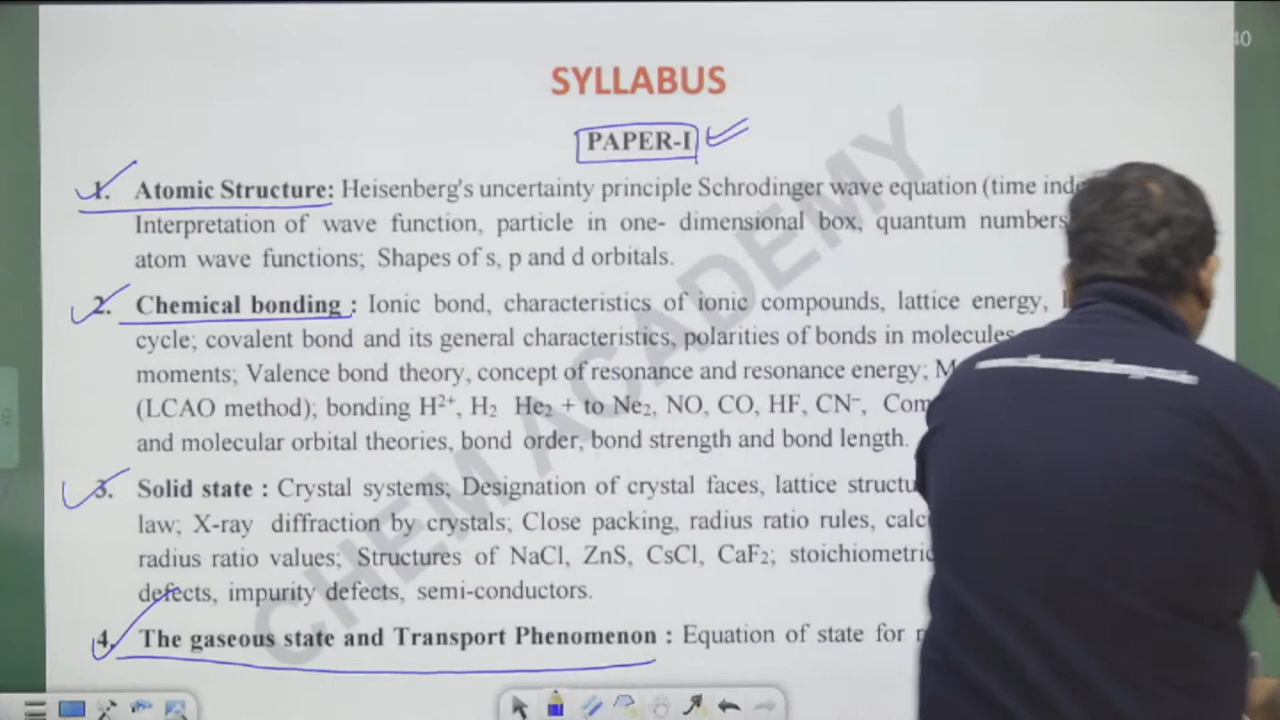 40
SYLLABUS
PAPER-I
1. Atomic Structure: Heisenberg's uncertainty principle Schrodinger wave equation (time
Interpretation of wave function, particle in one- dimensional box, quantum numbers
atom wave functions; Shapes of s, p and d orbitals.
2. Chemical bonding : Ionic bond, characteristics of ionic compounds, lattice energy,
cycle; covalent bond and its general characteristics, polarities of bonds in molecules
moments; Valence bond theory, concept of resonance and resonance energy;
(LCAO method); bonding H²⁺, H₂ He₂ + to Ne₂, NO, CO, HF, CN⁻,
and molecular orbital theories, bond order, bond strength and bond length.
3. Solid state : Crystal systems; Designation of crystal faces, lattice
law; X-ray diffraction by crystals; Close packing, radius ratio rules,
radius ratio values; Structures of NaCl, ZnS, CsCl, CaF₂;
defects, impurity defects, semi-conductors.
4. The gaseous state and Transport Phenomenon : Equation of state for
CHEM ACADEMY